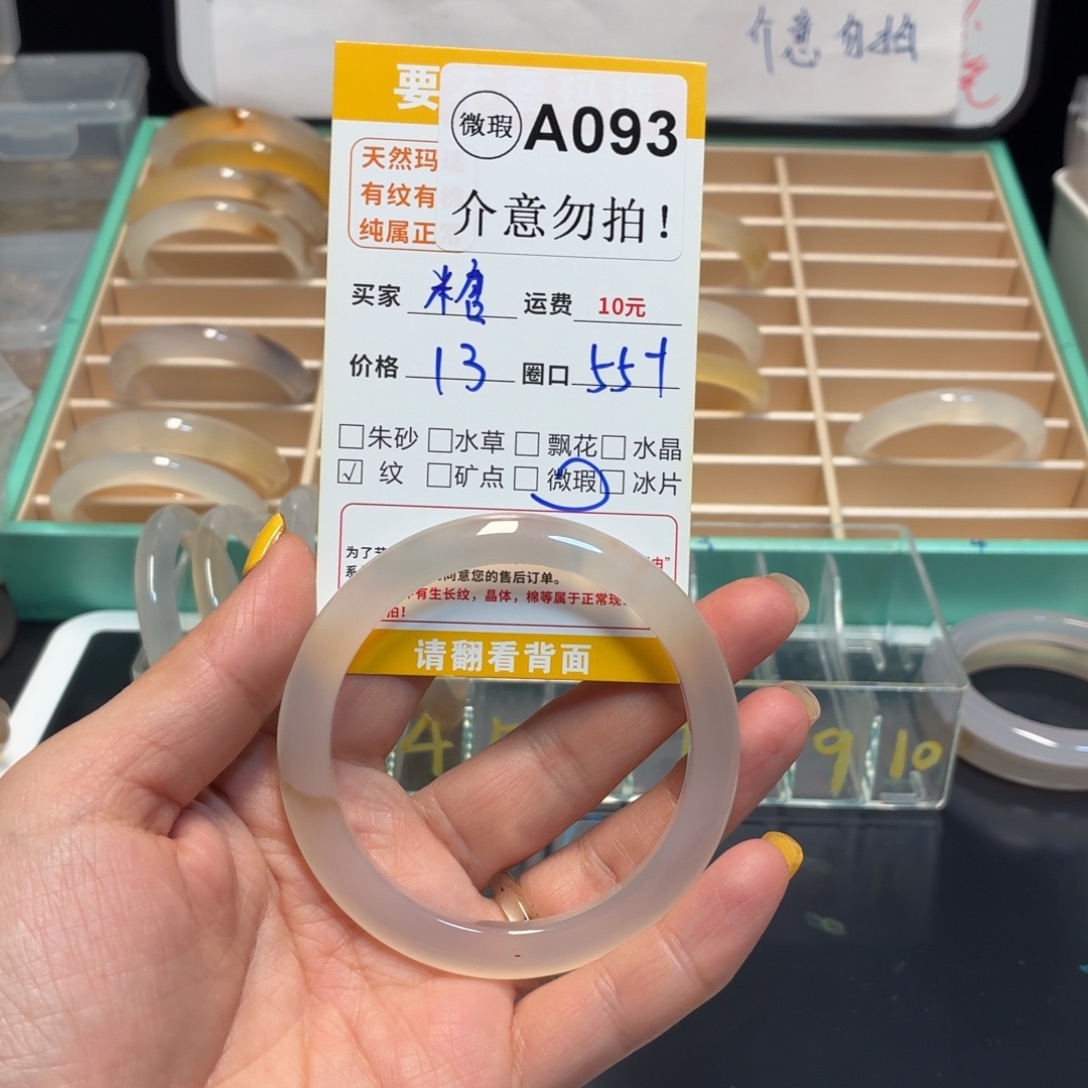 介意勿拍
要
微瑕 A093
介意勿拍！
天然玛
有纹有
纯属正
买家 糖 运费 10元
价格 13 圈口 55+
□朱砂 □水草 □飘花 □水晶
☑纹 □矿点 □微瑕 □冰片
为了
由”
同意您的售后订单。
有生长纹，晶体，棉等属于正常现
拍！
请翻看背面
4 9 10